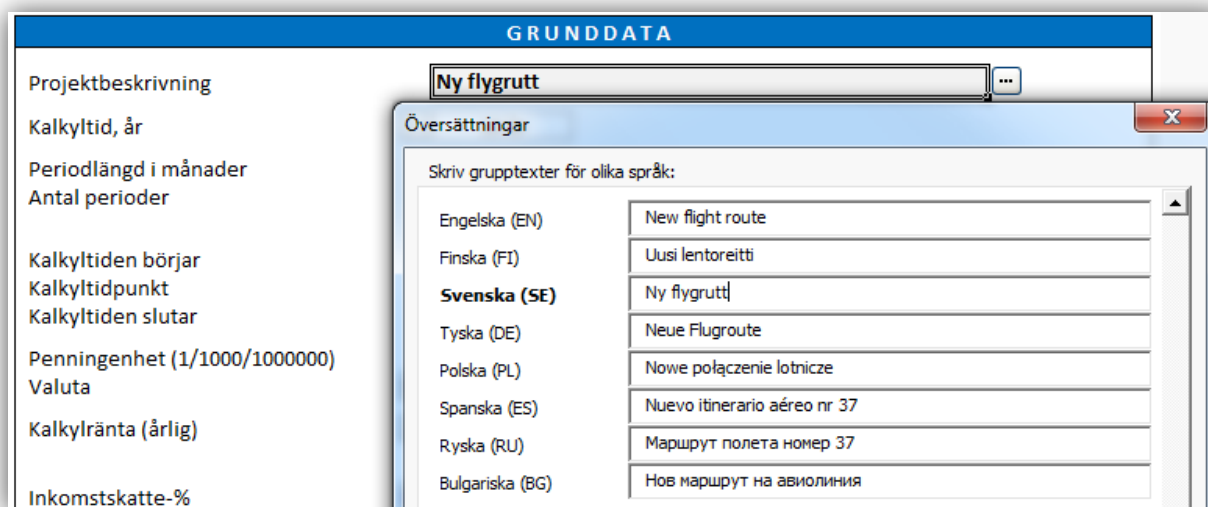 GRUNDDATA
Projektbeskrivning
Ny flygrutt
...
Kalkyltid, år
Periodlängd i månader
Antal perioder
Kalkyltiden börjar
Kalkyltidpunkt
Kalkyltiden slutar
Penningenhet (1/1000/1000000)
Valuta
Kalkylränta (årlig)
Inkomstskatte-%
Översättningar
Skriv grupptexter för olika språk:
Engelska (EN) New flight route
Finska (FI) Uusi lentoreitti
Svenska (SE) Ny flygrutt
Tyska (DE) Neue Flugroute
Polska (PL) Nowe połączenie lotnicze
Spanska (ES) Nuevo itinerario aéreo nr 37
Ryska (RU) Маршрут полета номер 37
Bulgariska (BG) Нов маршрут на авиолиния